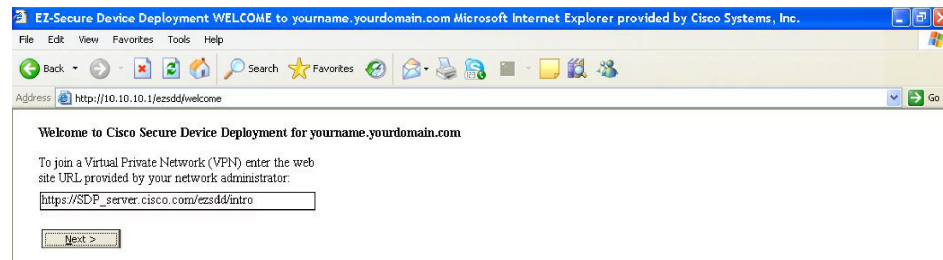 EZ-Secure Device Deployment WELCOME to yourname.yourdomain.com Microsoft Internet Explorer provided by Cisco Systems, Inc.
File Edit View Favorites Tools Help
Back Search Favorites
Address http://10.10.10.1/ezsdd/welcome Go
Welcome to Cisco Secure Device Deployment for yourname.yourdomain.com
To join a Virtual Private Network (VPN) enter the web
site URL provided by your network administrator:
https://SDP_server.cisco.com/ezsdd/intro
Next >